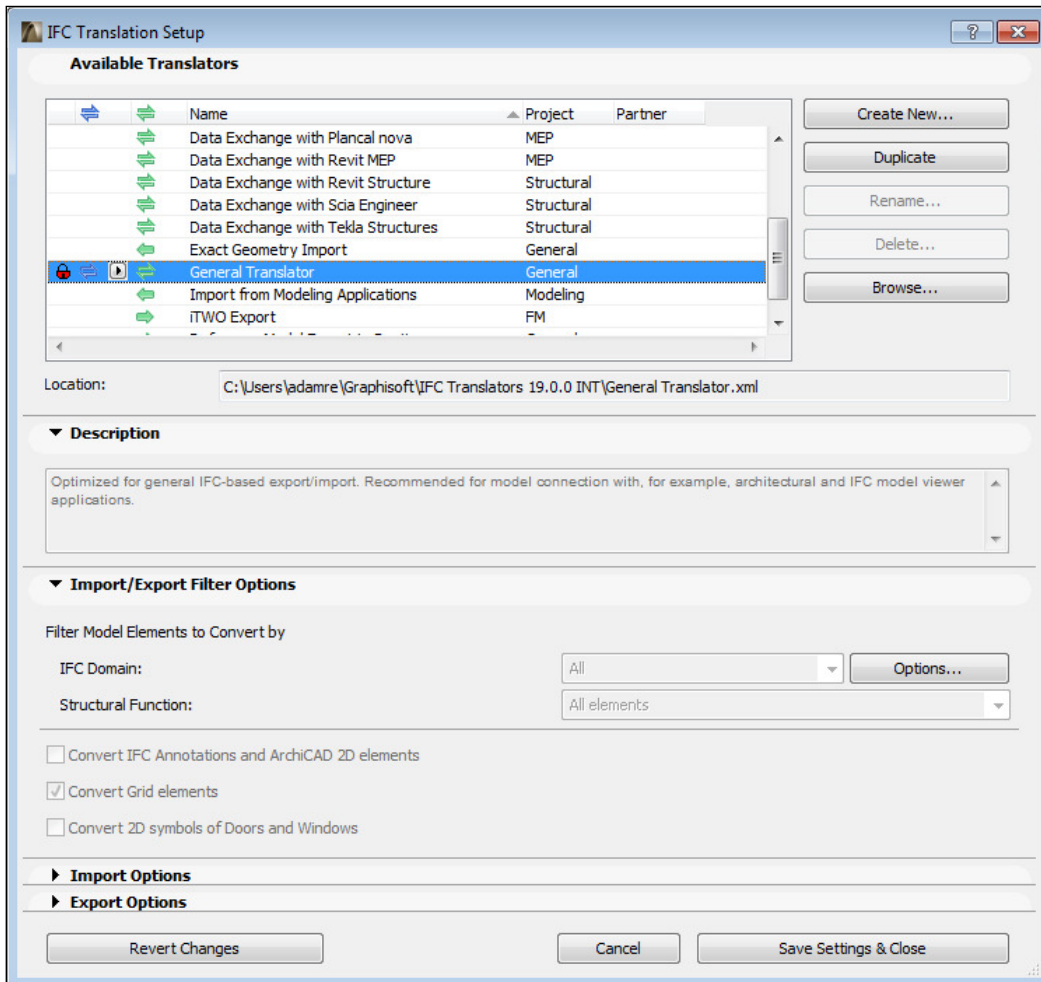 IFC Translation Setup
Available Translators
Name Project Partner
Data Exchange with Plancal nova MEP
Data Exchange with Revit MEP MEP
Data Exchange with Revit Structure Structural
Data Exchange with Scia Engineer Structural
Data Exchange with Tekla Structures Structural
Exact Geometry Import General
General Translator General
Import from Modeling Applications Modeling
iTWO Export FM
Create New...
Duplicate
Rename...
Delete...
Browse...
Location: C:\Users\adamre\Graphisoft\IFC Translators 19.0.0 INT\General Translator.xml
Description
Optimized for general IFC-based export/import. Recommended for model connection with, for example, architectural and IFC model viewer
applications.
Import/Export Filter Options
Filter Model Elements to Convert by
IFC Domain: All Options...
Structural Function: All elements
Convert IFC Annotations and ArchiCAD 2D elements
Convert Grid elements
Convert 2D symbols of Doors and Windows
Import Options
Export Options
Revert Changes Cancel Save Settings & Close